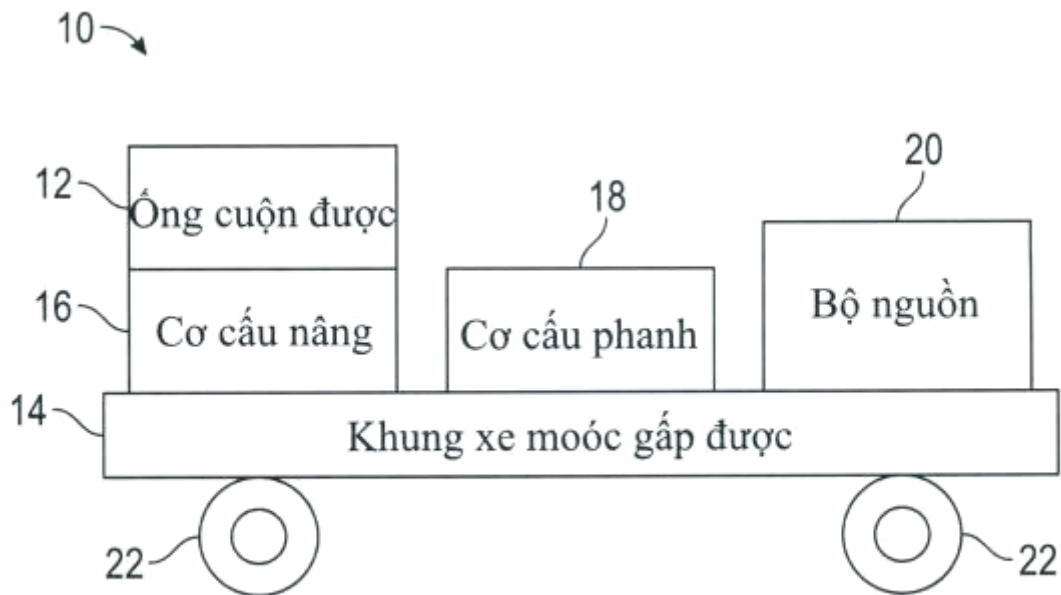 10
20
12
Ống cuộn được
18
16
Cơ cấu nâng
Cơ cấu phanh
Bộ nguồn
14
Khung xe moóc gấp được
22
22